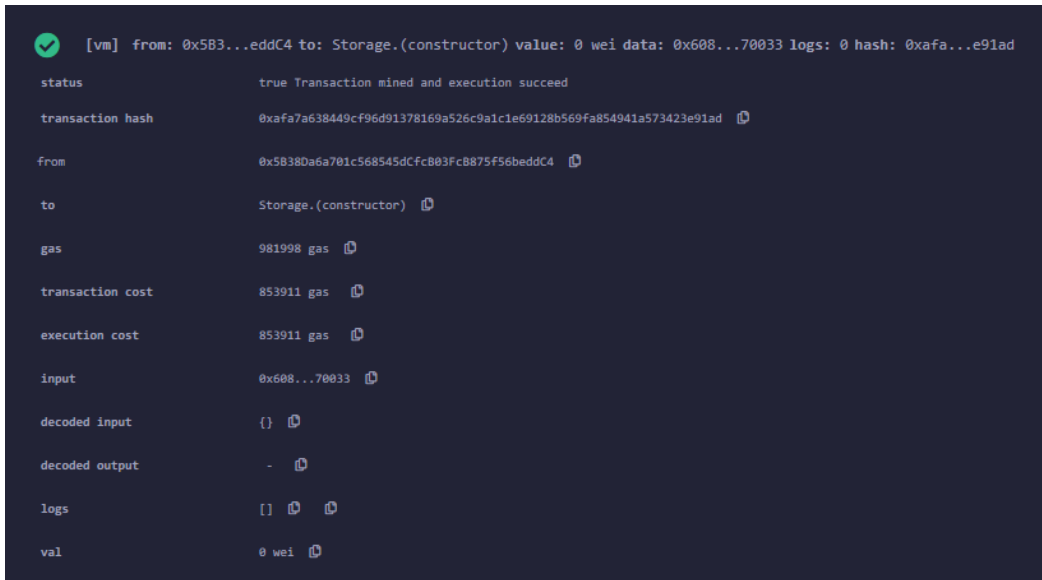 [vm] from: 0x5B3...eddC4 to: Storage.(constructor) value: 0 wei data: 0x608...70033 logs: 0 hash: 0xafa...e91ad
status true Transaction mined and execution succeed
transaction hash 0xafa7a638449cf96d91378169a526c9a1c1e69128b569fa854941a573423e91ad
from 0x5B38Da6a701c568545dCfcB03FcB875f56beddC4
to Storage.(constructor)
gas 981998 gas
transaction cost 853911 gas
execution cost 853911 gas
input 0x608...70033
decoded input {}
decoded output -
logs []
val 0 wei